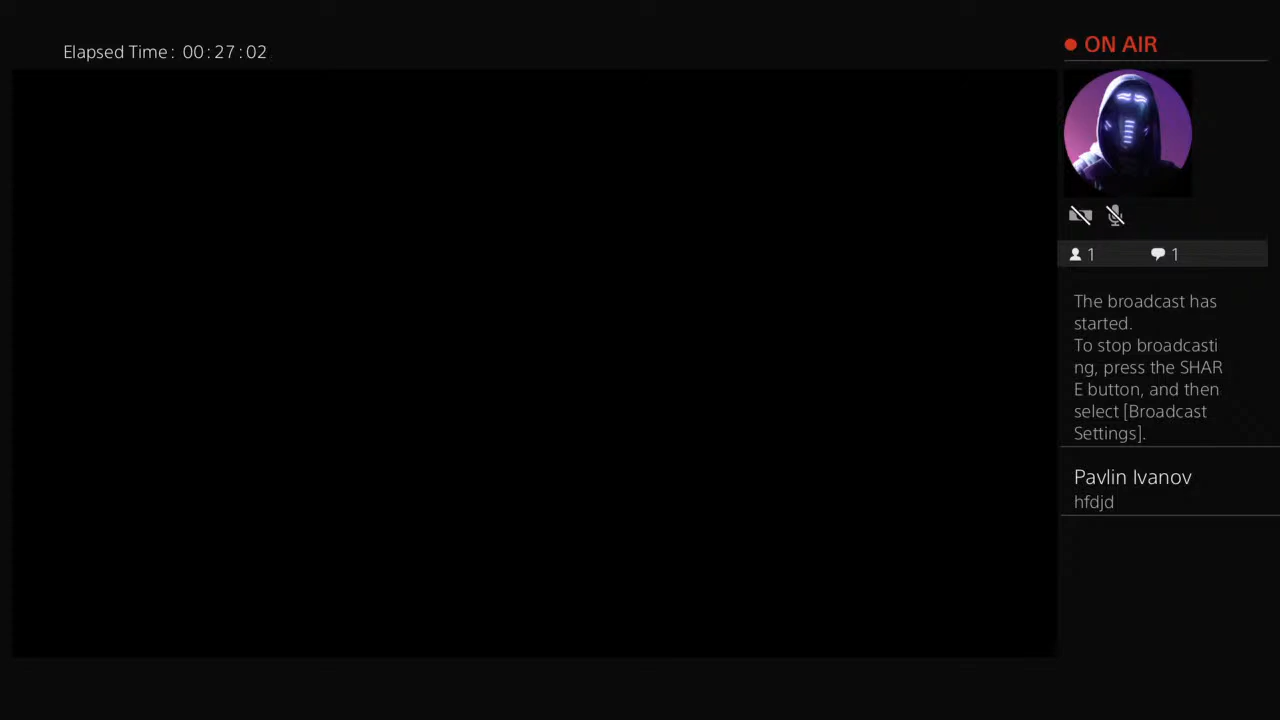 Elapsed Time: 00:27:02
ON AIR
1 1
The broadcast has
started.
To stop broadcasti
ng, press the SHAR
E button, and then
select [Broadcast
Settings].
Pavlin Ivanov
hfdjd